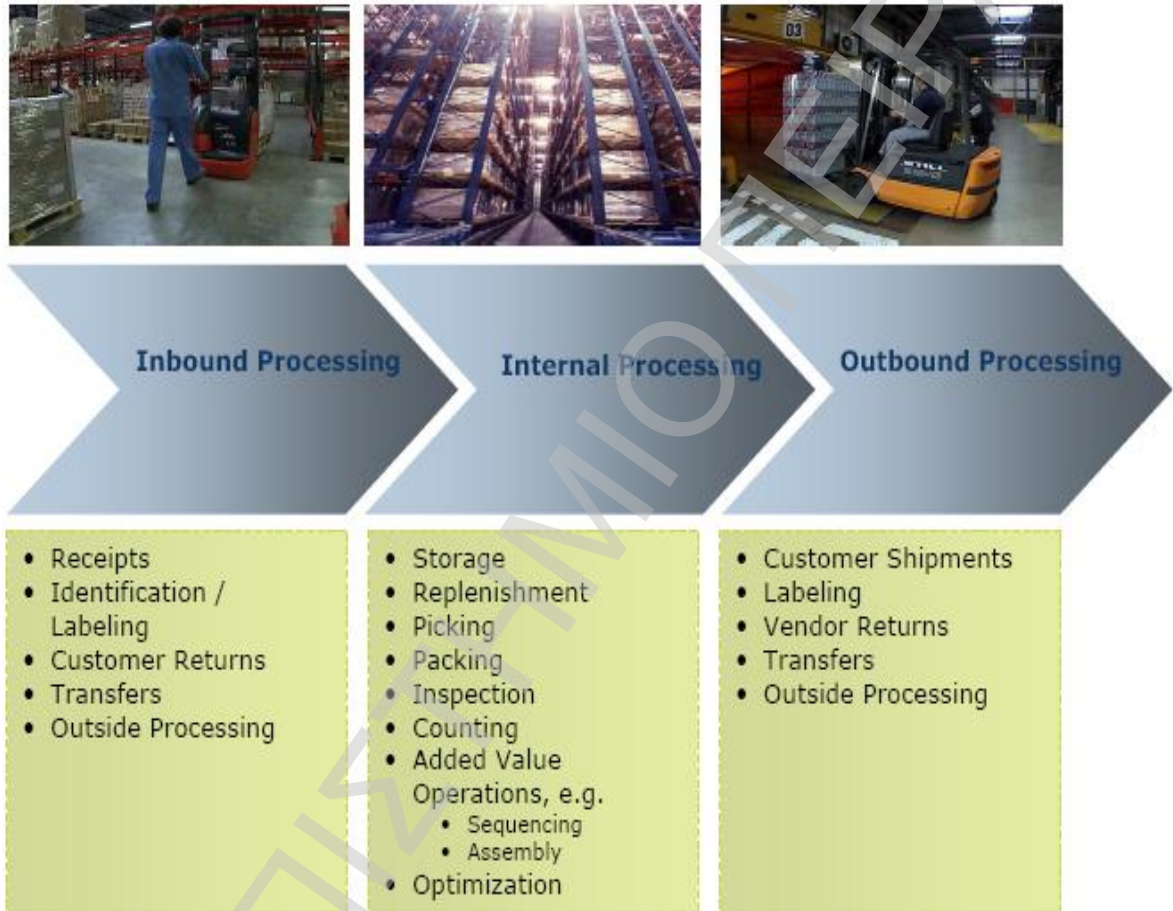 03
STILL
Inbound Processing
Internal Processing
Outbound Processing
• Receipts
• Identification /
Labeling
• Customer Returns
• Transfers
• Outside Processing
• Storage
• Replenishment
• Picking
• Packing
• Inspection
• Counting
• Added Value
Operations, e.g.
• Sequencing
• Assembly
• Optimization
• Customer Shipments
• Labeling
• Vendor Returns
• Transfers
• Outside Processing